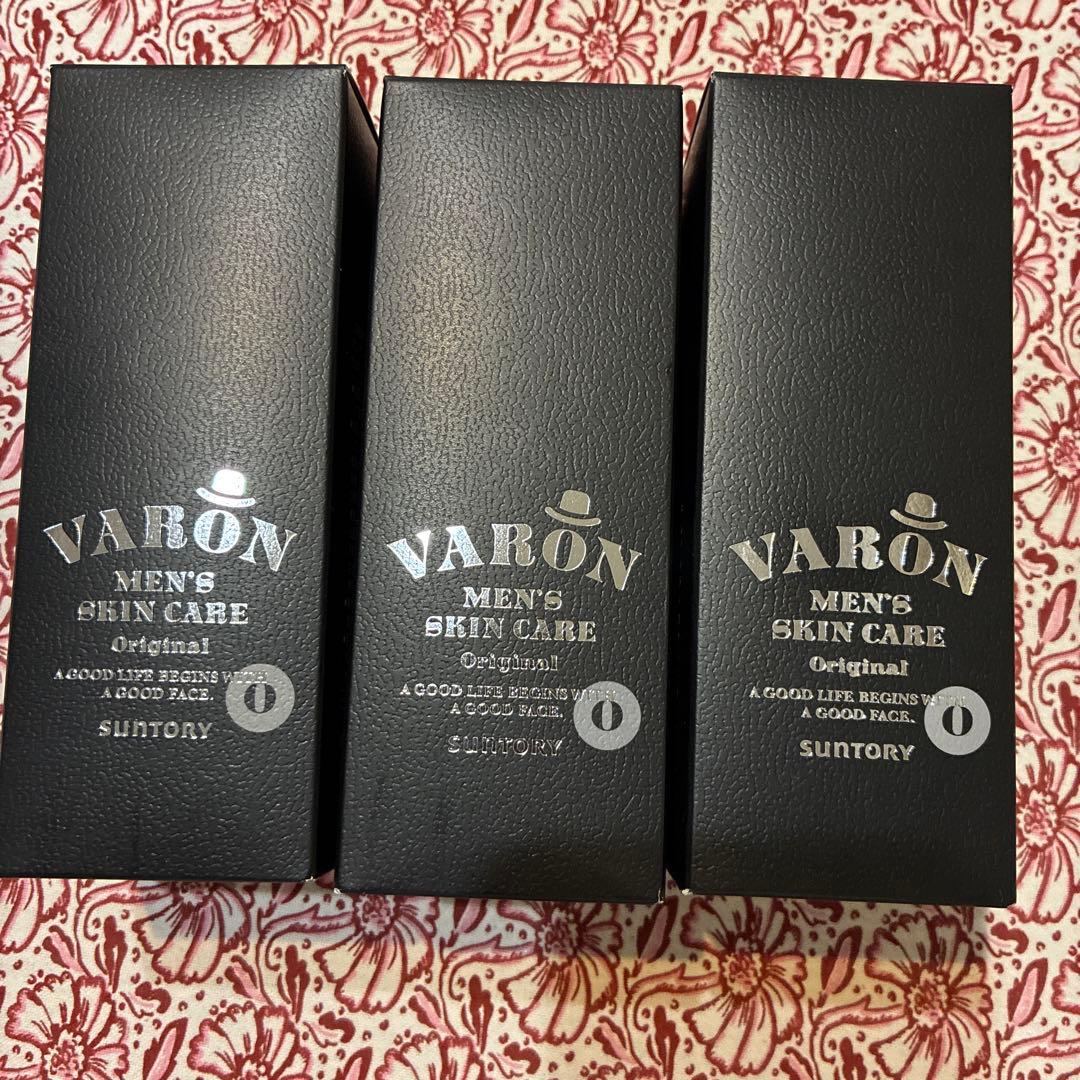 VARON
MEN'S
SKIN CARE
Original
A GOOD LIFE BEGINS WITH
A GOOD FACE.
O
SUNTORY
VARON
MEN'S
SKIN CARE
Original
A GOOD LIFE BEGINS WITH
A GOOD FACE.
O
SUNTORY
VARON
MEN'S
SKIN CARE
Original
A GOOD LIFE BEGINS WITH
A GOOD FACE.
O
SUNTORY